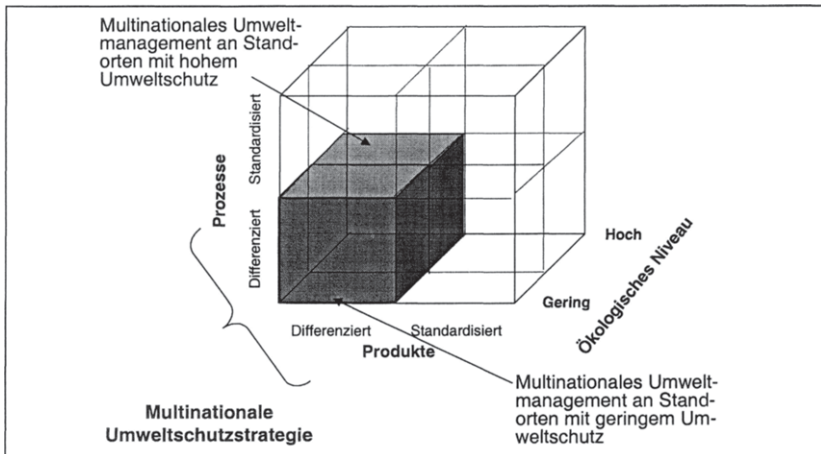 Multinationales Umwelt-
management an Stand-
orten mit hohem
Umweltschutz
Prozesse
Standardisiert
Differenziert
Hoch
Gering
Ökologisches Niveau
Differenziert
Standardisiert
Produkte
Multinationales Umwelt-
management an Stand-
orten mit geringem Um-
weltschutz
Multinationale
Umweltschutzstrategie